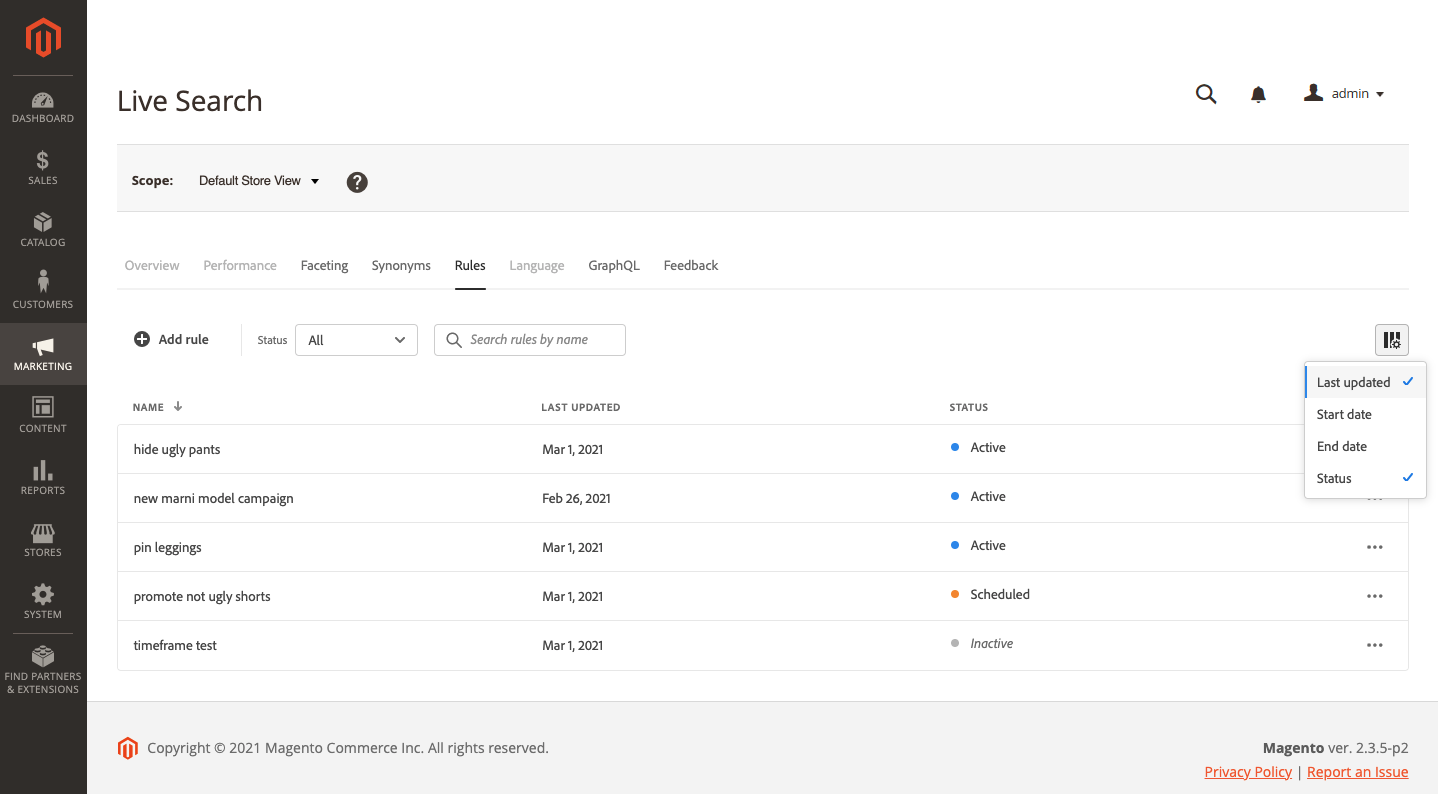 DASHBOARD
SALES
CATALOG
CUSTOMERS
MARKETING
CONTENT
REPORTS
STORES
SYSTEM
FIND PARTNERS
& EXTENSIONS
Live Search
admin
Scope: Default Store View ?
Overview Performance Faceting Synonyms Rules Language GraphQL Feedback
Add rule Status All Search rules by name
Last updated
Start date
End date
Status
NAME LAST UPDATED STATUS
hide ugly pants Mar 1, 2021 Active
new marni model campaign Feb 26, 2021 Active
pin leggings Mar 1, 2021 Active
promote not ugly shorts Mar 1, 2021 Scheduled
timeframe test Mar 1, 2021 Inactive
Copyright © 2021 Magento Commerce Inc. All rights reserved.
Magento ver. 2.3.5-p2
Privacy Policy | Report an Issue